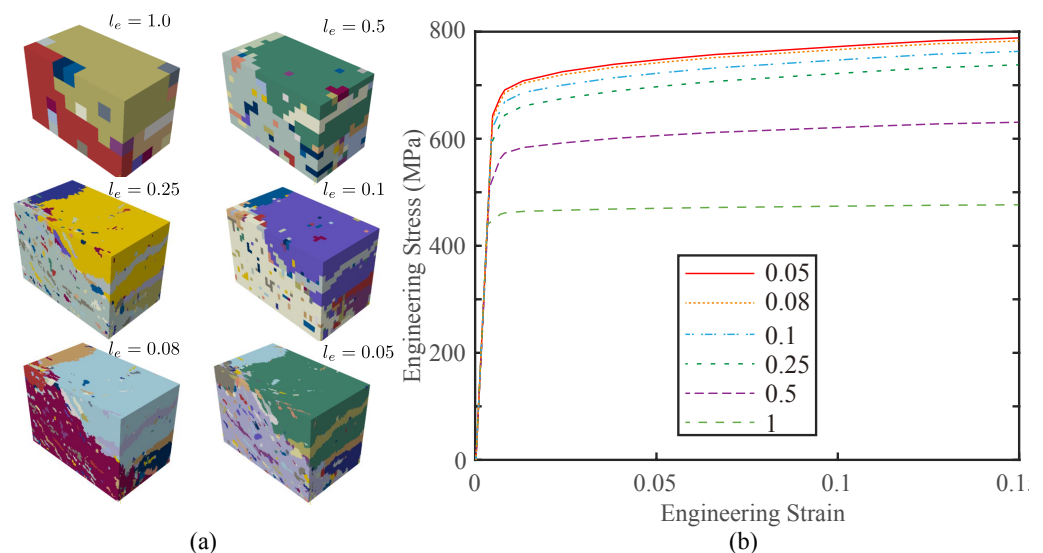 l_e = 1.0
l_e = 0.5
l_e = 0.25
l_e = 0.1
l_e = 0.08
l_e = 0.05
(a)
800
800
400
0
Engineering Stress (MPa)
0.05
0.08
0.1
0.25
0.5
1
0
0.05
0.1
Engineering Strain
(b)